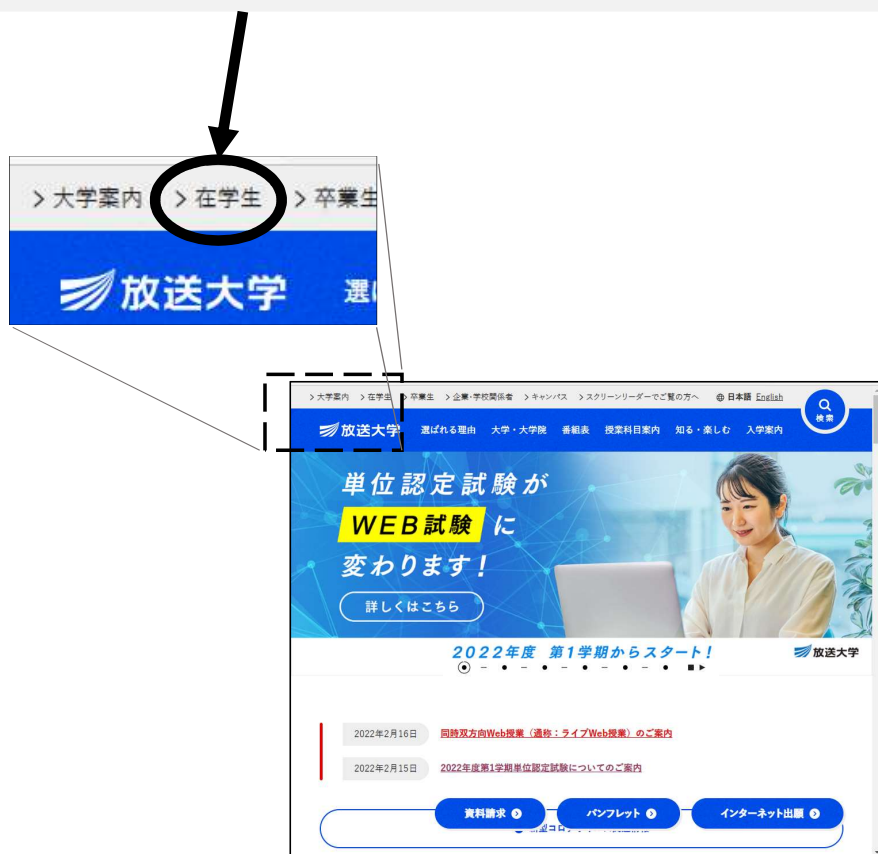 > 大学案内 > 在学生 > 卒業生
放送大学 選
> 大学案内 > 在学生 > 卒業生 > 企業・学校関係者 > キャンパス > スクリーンリーダーでご覧の方へ 日本語 English
検索
放送大学 選ばれる理由 大学・大学院 番組表 授業科目案内 知る・楽しむ 入学案内
単位認定試験が
WEB試験 に
変わります!
詳しくはこちら
2022年度 第1学期からスタート!
放送大学
2022年2月16日 同時双方向Web授業(通称:ライブWeb授業)のご案内
2022年2月15日 2022年度第1学期単位認定試験についてのご案内
資料請求 パンフレット インターネット出願